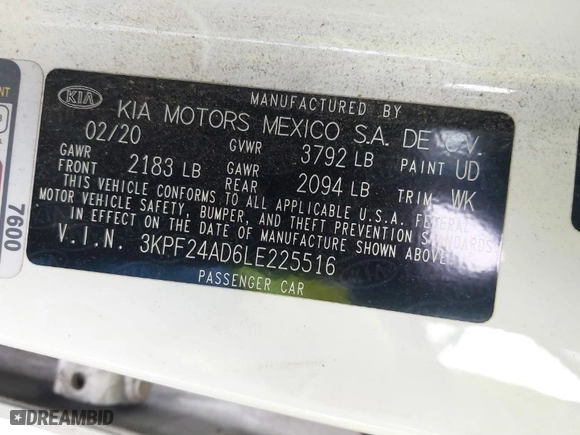 MANUFACTURED BY
KIA KIA MOTORS MEXICO S.A. DE C.V.
02/20 GVWR 3792 LB PAINT UD
GAWR FRONT 2183 LB GAWR REAR 2094 LB TRIM WK
THIS VEHICLE CONFORMS TO ALL APPLICABLE U.S.A. FEDERAL
MOTOR VEHICLE SAFETY, BUMPER, AND THEFT PREVENTION STANDARDS
IN EFFECT ON THE DATE OF MANUFACTURE SHOWN ABOVE.
V.I.N. 3KPF24AD6LE225516
PASSENGER CAR
7600
DREAMBID